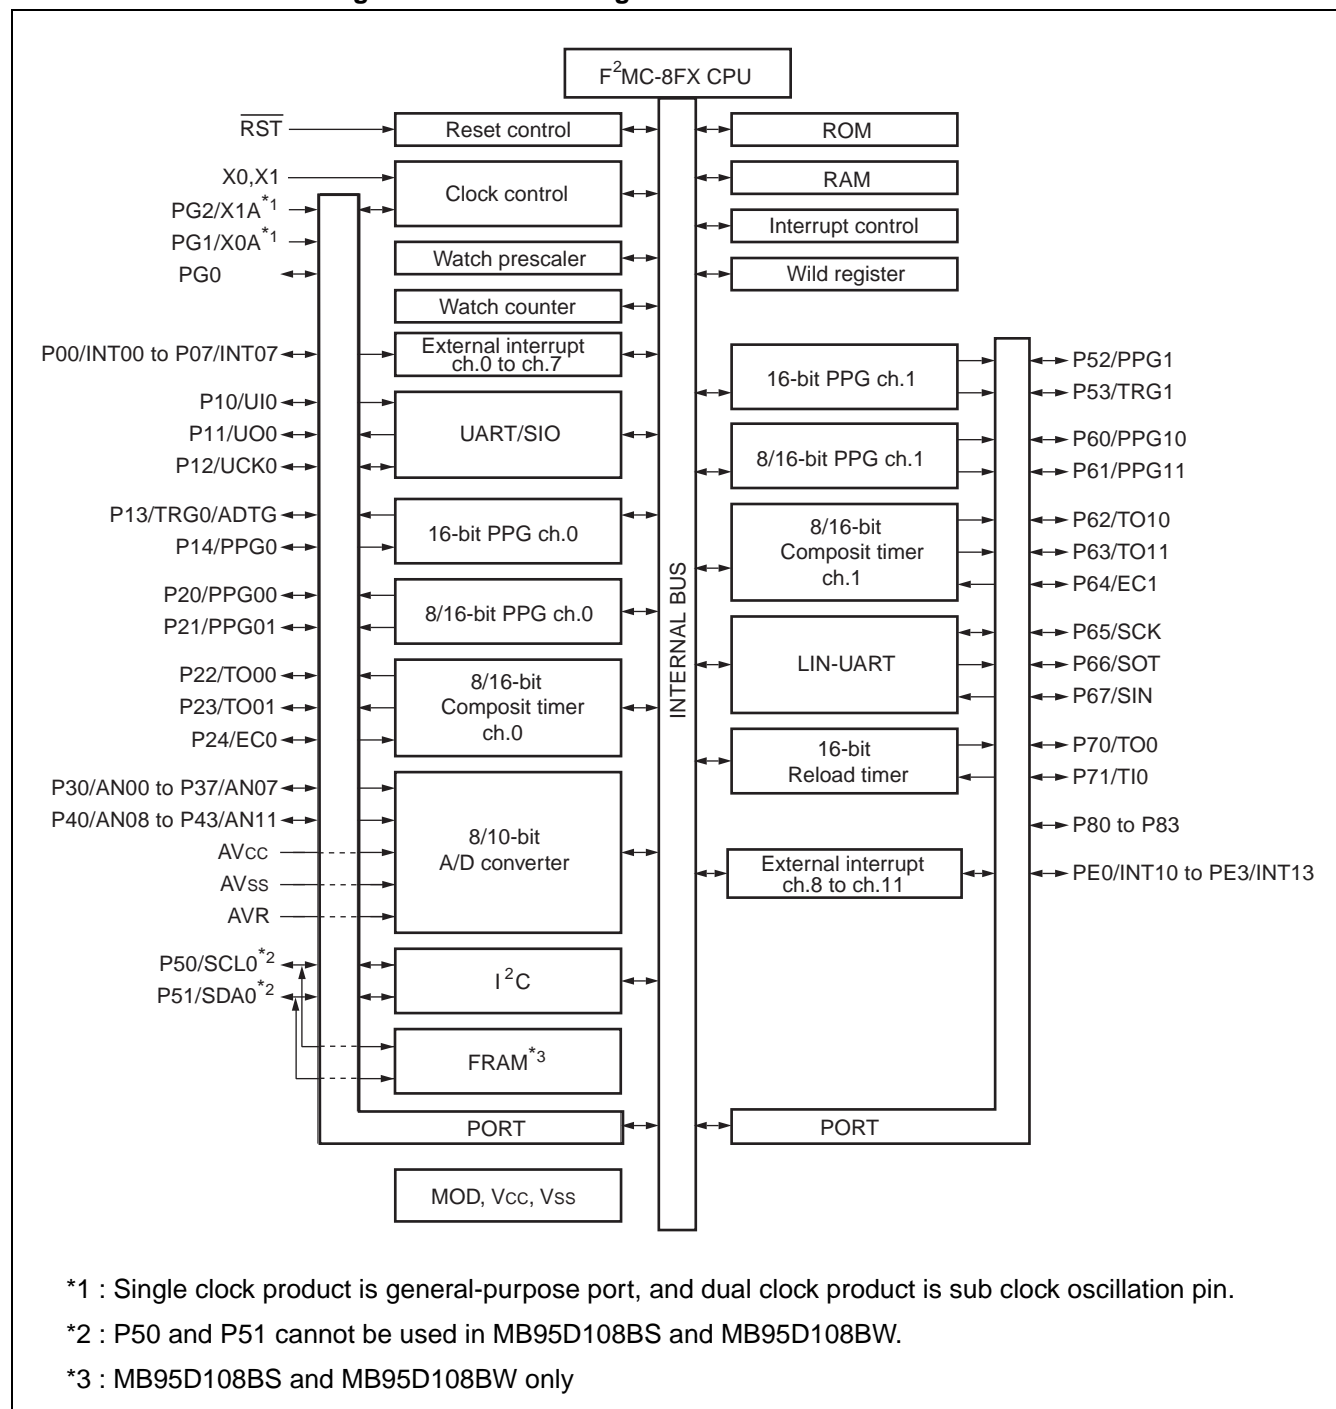 F2MC-8FX CPU
RST
Reset control
ROM
X0,X1
Clock control
RAM
PG2/X1A*1
PG1/X0A*1
Interrupt control
PG0
Watch prescaler
Wild register
Watch counter
P00/INT00 to P07/INT07
External interrupt
ch.0 to ch.7
16-bit PPG ch.1
P52/PPG1
P53/TRG1
P10/UI0
P11/UO0
P12/UCK0
UART/SIO
8/16-bit PPG ch.1
P60/PPG10
P61/PPG11
P13/TRG0/ADTG
P14/PPG0
16-bit PPG ch.0
8/16-bit
Composit timer
ch.1
P62/TO10
P63/TO11
P64/EC1
P20/PPG00
P21/PPG01
8/16-bit PPG ch.0
INTERNAL BUS
LIN-UART
P65/SCK
P66/SOT
P67/SIN
P22/TO00
P23/TO01
P24/EC0
8/16-bit
Composit timer
ch.0
16-bit
Reload timer
P70/TO0
P71/TI0
P30/AN00 to P37/AN07
P40/AN08 to P43/AN11
AVCC
AVSS
AVR
8/10-bit
A/D converter
P80 to P83
External interrupt
ch.8 to ch.11
PE0/INT10 to PE3/INT13
P50/SCL0*2
P51/SDA0*2
I2C
FRAM*3
PORT
PORT
MOD, VCC, VSS
*1 : Single clock product is general-purpose port, and dual clock product is sub clock oscillation pin.
*2 : P50 and P51 cannot be used in MB95D108BS and MB95D108BW.
*3 : MB95D108BS and MB95D108BW only